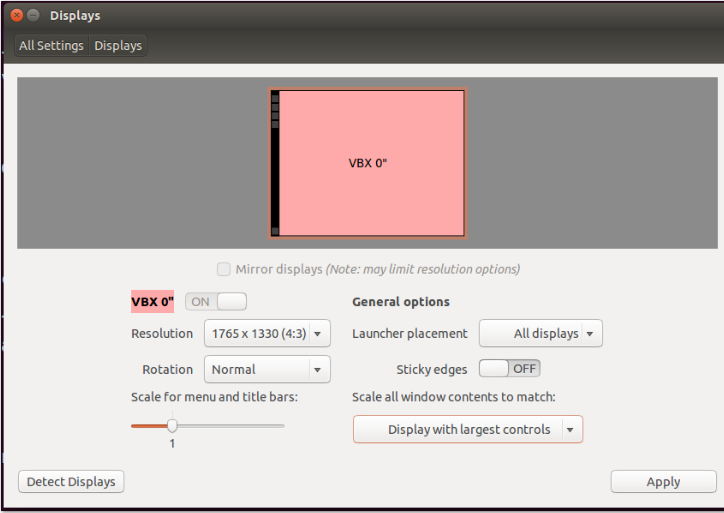 Displays
All Settings Displays
VBX 0"
Mirror displays (Note: may limit resolution options)
VBX 0" ON
Resolution 1765 x 1330 (4:3)
Rotation Normal
Scale for menu and title bars:
1
General options
Launcher placement All displays
Sticky edges OFF
Scale all window contents to match:
Display with largest controls
Detect Displays
Apply